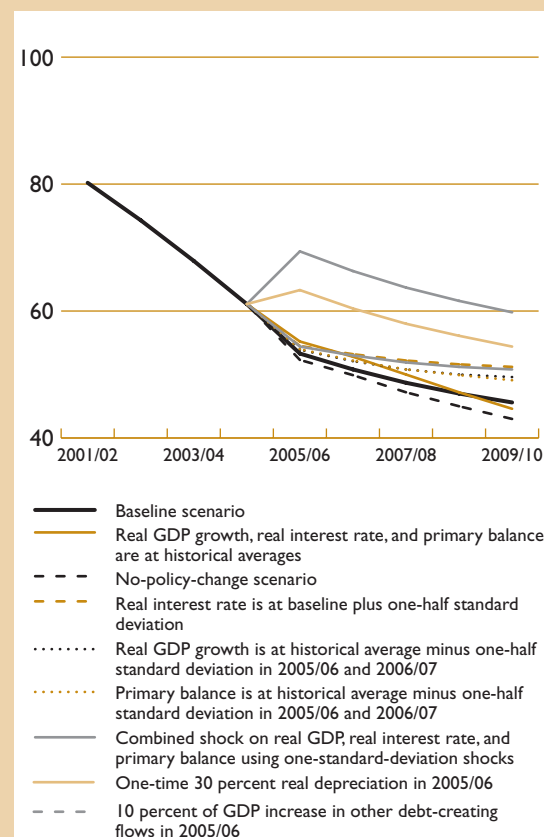 100
80
60
40
2001/02 2003/04 2005/06 2007/08 2009/10
Baseline scenario
Real GDP growth, real interest rate, and primary balance
are at historical averages
No-policy-change scenario
Real interest rate is at baseline plus one-half standard
deviation
Real GDP growth is at historical average minus one-half
standard deviation in 2005/06 and 2006/07
Primary balance is at historical average minus one-half
standard deviation in 2005/06 and 2006/07
Combined shock on real GDP, real interest rate, and
primary balance using one-standard-deviation shocks
One-time 30 percent real depreciation in 2005/06
10 percent of GDP increase in other debt-creating
flows in 2005/06